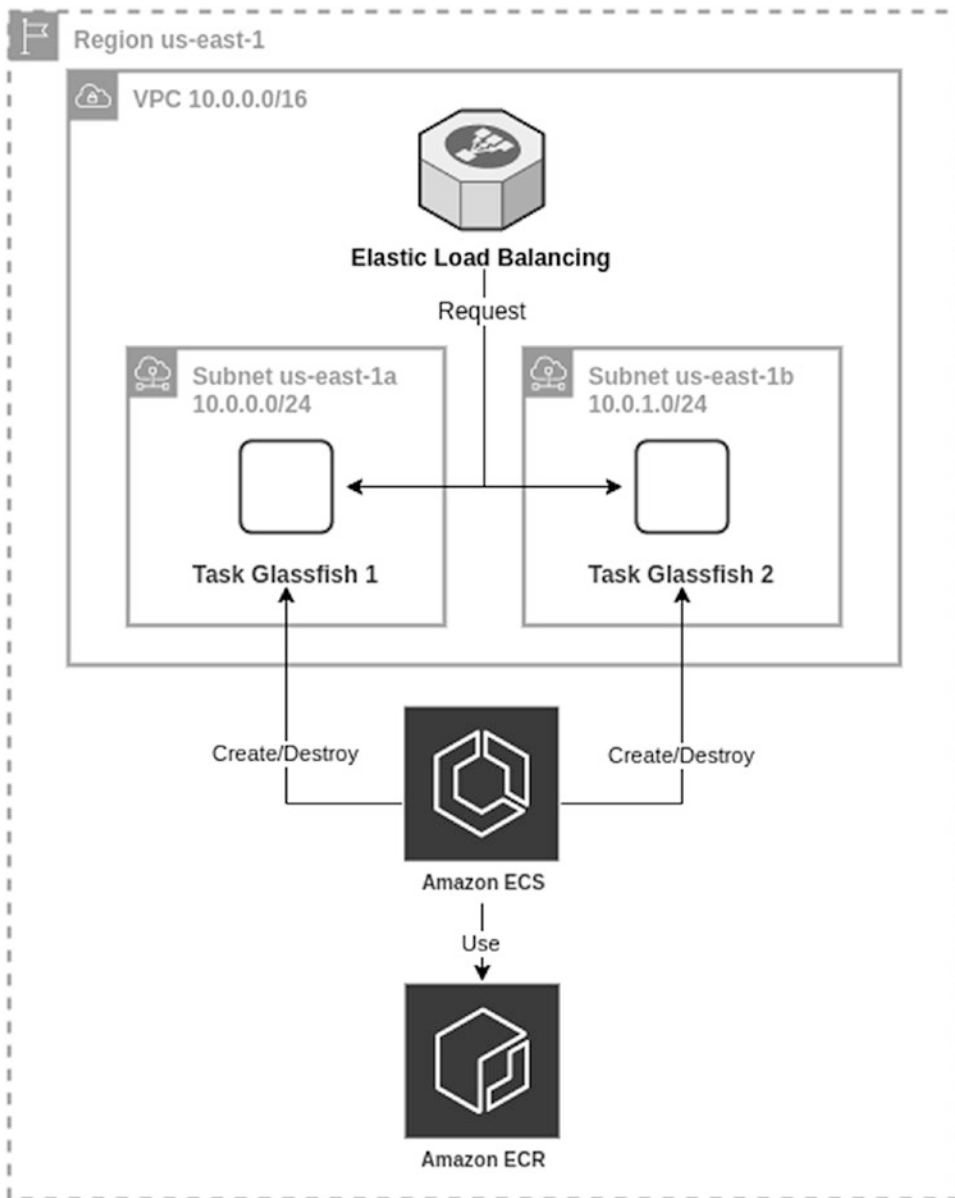 Region us-east-1
VPC 10.0.0.0/16
Elastic Load Balancing
Request
Subnet us-east-1a
10.0.0.0/24
Subnet us-east-1b
10.0.1.0/24
Task Glassfish 1
Task Glassfish 2
Create/Destroy
Create/Destroy
Amazon ECS
Use
Amazon ECR